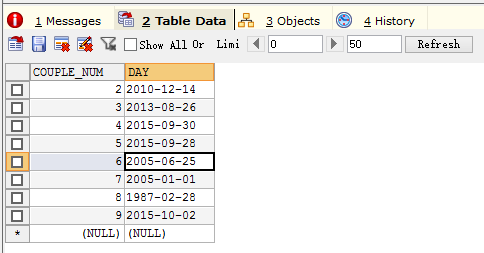 1 Messages 2 Table Data 3 Objects 4 History
Show All Or Limi 0 50 Refresh
COUPLE_NUM DAY
2 2010-12-14
3 2013-08-26
4 2015-09-30
5 2015-09-28
6 2005-06-25
7 2005-01-01
8 1987-02-28
9 2015-10-02
* (NULL) (NULL)